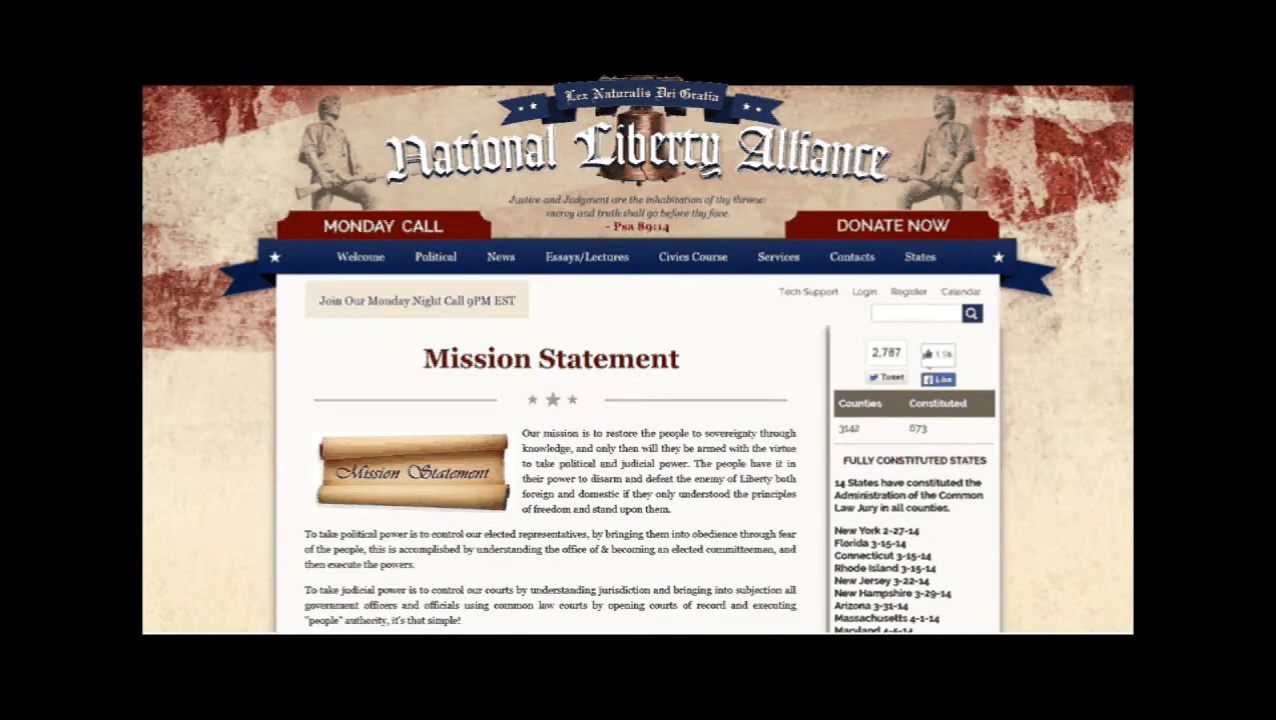 Lex Naturalis Dei Gratia
National Liberty Alliance
Justice and Judgment are the inhabitation of thy throne:
mercy and truth shall go before thy face.
- Psa 89:14
MONDAY CALL
DONATE NOW
Welcome Political News Essays/Lectures Civics Course Services Contacts States
Join Our Monday Night Call 9PM EST
Tech Support Login Register Calendar
Mission Statement
Mission Statement
Our mission is to restore the people to sovereignty through
knowledge, and only then will they be armed with the virtue
to take political and judicial power. The people have it in
their power to disarm and defeat the enemy of Liberty both
foreign and domestic if they only understood the principles
of freedom and stand upon them.
To take political power is to control our elected representatives, by bringing them into obedience through fear
of the people, this is accomplished by understanding the office of & becoming an elected committeeman, and
then execute the powers.
To take judicial power is to control our courts by understanding jurisdiction and bringing into subjection all
government officers and officials using common law courts by opening courts of record and executing
"people" authority, it's that simple!
2,787 1.5k
Tweet Like
Counties Constituted
3142 673
FULLY CONSTITUTED STATES
14 States have constituted the
Administration of the Common
Law Jury in all counties.
New York 2-27-14
Florida 3-15-14
Connecticut 3-15-14
Rhode Island 3-15-14
New Jersey 3-22-14
New Hampshire 3-29-14
Arizona 3-31-14
Massachusetts 4-1-14
Maryland 4-5-14